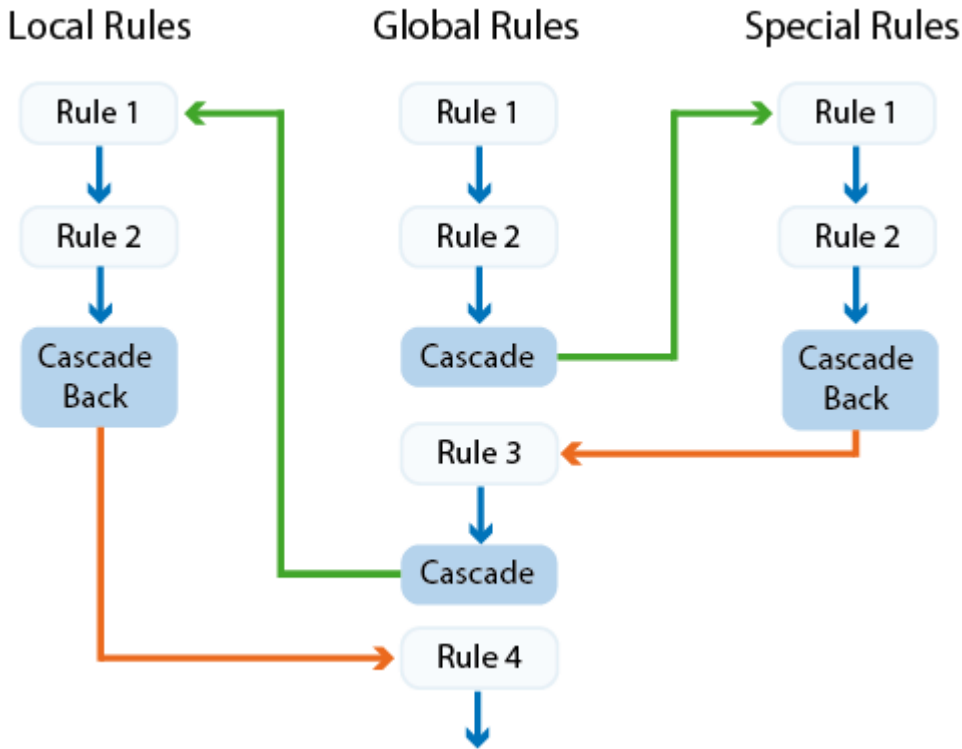 Local Rules
Rule 1
Rule 2
Cascade
Back
Global Rules
Rule 1
Rule 2
Cascade
Rule 3
Cascade
Rule 4
Special Rules
Rule 1
Rule 2
Cascade
Back